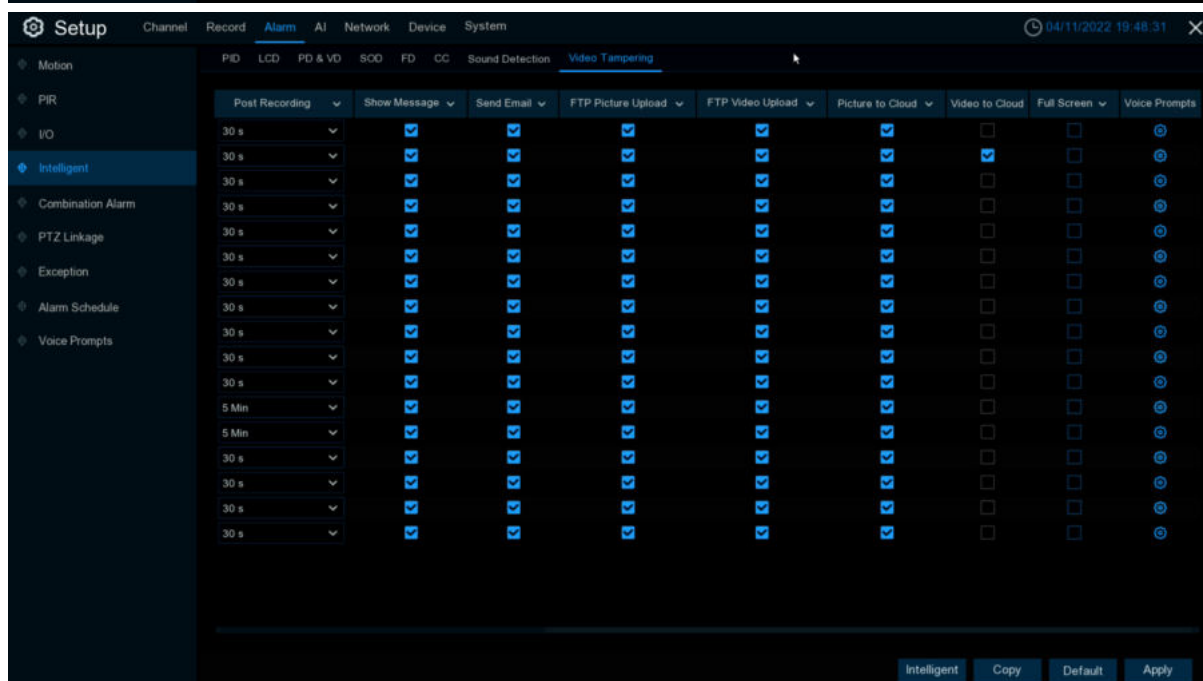 Setup Channel Record Alarm AI Network Device System 04/11/2022 19:48:31
Motion
PIR
I/O
Intelligent
Combination Alarm
PTZ Linkage
Exception
Alarm Schedule
Voice Prompts
PID LCD PD & VD SOD FD CC Sound Detection Video Tampering
Post Recording Show Message Send Email FTP Picture Upload FTP Video Upload Picture to Cloud Video to Cloud Full Screen Voice Prompts
30 s
30 s
30 s
30 s
30 s
30 s
30 s
30 s
30 s
30 s
30 s
5 Min
5 Min
30 s
30 s
30 s
30 s
Intelligent Copy Default Apply